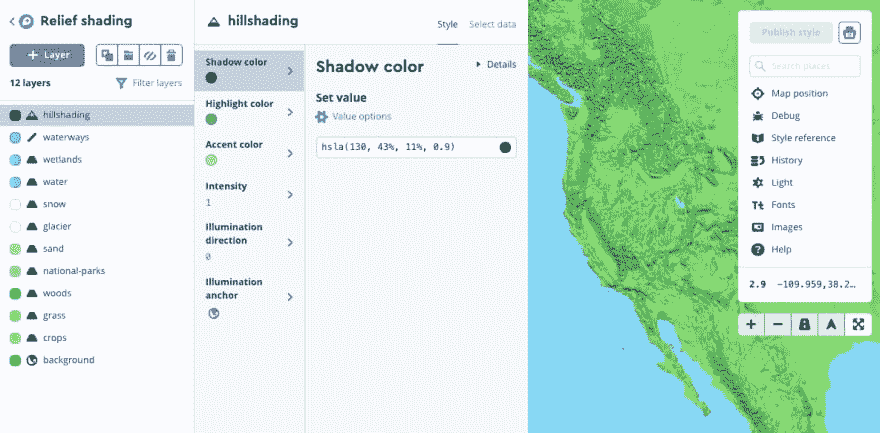 Relief shading
+ Layer
12 layers
Filter layers
hillshading
waterways
wetlands
water
snow
glacier
sand
national-parks
woods
grass
crops
background
hillshading
Style
Select data
Shadow color
Highlight color
Accent color
Intensity
1
Illumination
direction
0
Illumination
anchor
Shadow color
Details
Set value
Value options
hsla(130, 43%, 11%, 0.9)
Publish style
Search places
Map position
Debug
Style reference
History
Light
Fonts
Images
Help
2.9 -109.959,38.2…